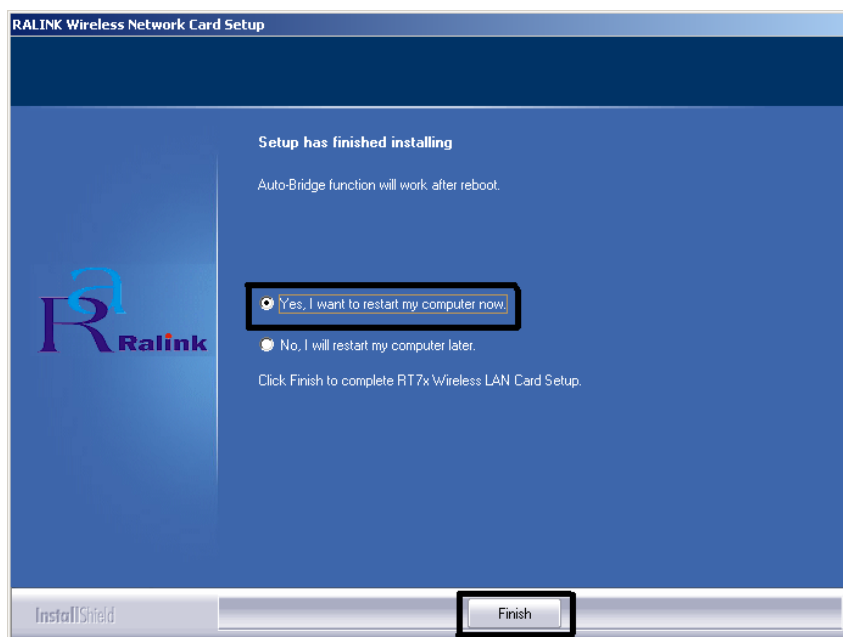 RALINK Wireless Network Card Setup
Setup has finished installing
Auto-Bridge function will work after reboot.
Yes, I want to restart my computer now.
Ra
Ralink
No, I will restart my computer later.
Click Finish to complete RT7x Wireless LAN Card Setup.
InstallShield
Finish